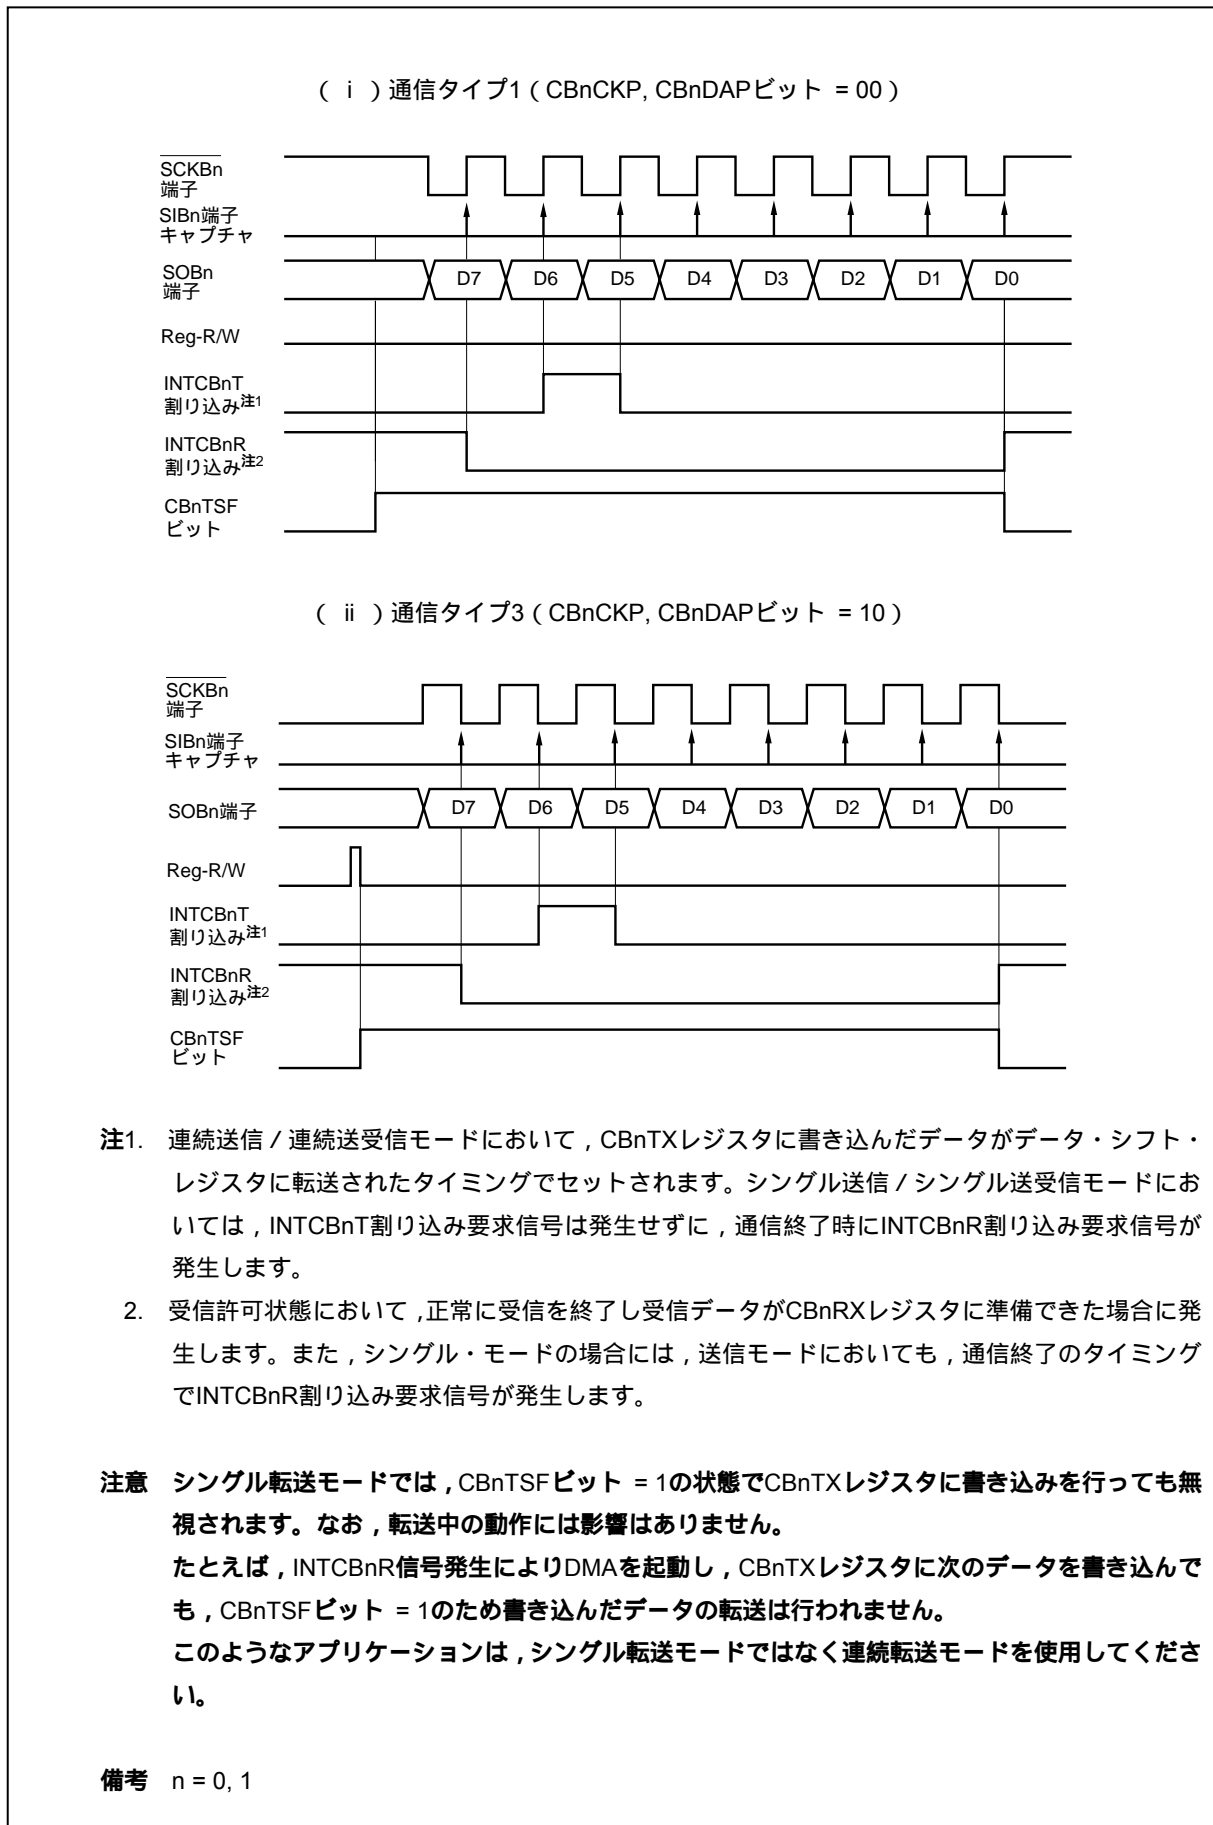 ( i )通信タイプ1(CBnCKP, CBnDAPビット = 00)
SCKBn
端子
SIBn端子
キャプチャ
SOBn
端子
D7 D6 D5 D4 D3 D2 D1 D0
Reg-R/W
INTCBnT
割り込み注1
INTCBnR
割り込み注2
CBnTSF
ビット
( ii )通信タイプ3(CBnCKP, CBnDAPビット = 10)
SCKBn
端子
SIBn端子
キャプチャ
SOBn端子
D7 D6 D5 D4 D3 D2 D1 D0
Reg-R/W
INTCBnT
割り込み注1
INTCBnR
割り込み注2
CBnTSF
ビット
注1. 連続送信/連続送受信モードにおいて,CBnTXレジスタに書き込んだデータがデータ・シフト・
レジスタに転送されたタイミングでセットされます。シングル送信/シングル送受信モードにお
いては,INTCBnT割り込み要求信号は発生せずに,通信終了時にINTCBnR割り込み要求信号が
発生します。
2. 受信許可状態において,正常に受信を終了し受信データがCBnRXレジスタに準備できた場合に発
生します。また,シングル・モードの場合には,送信モードにおいても,通信終了のタイミング
でINTCBnR割り込み要求信号が発生します。
注意 シングル転送モードでは,CBnTSFビット = 1の状態でCBnTXレジスタに書き込みを行っても無
視されます。なお,転送中の動作には影響はありません。
たとえば,INTCBnR信号発生によりDMAを起動し,CBnTXレジスタに次のデータを書き込んで
も,CBnTSFビット = 1のため書き込んだデータの転送は行われません。
このようなアプリケーションは,シングル転送モードではなく連続転送モードを使用してくださ
い。
備考 n = 0, 1